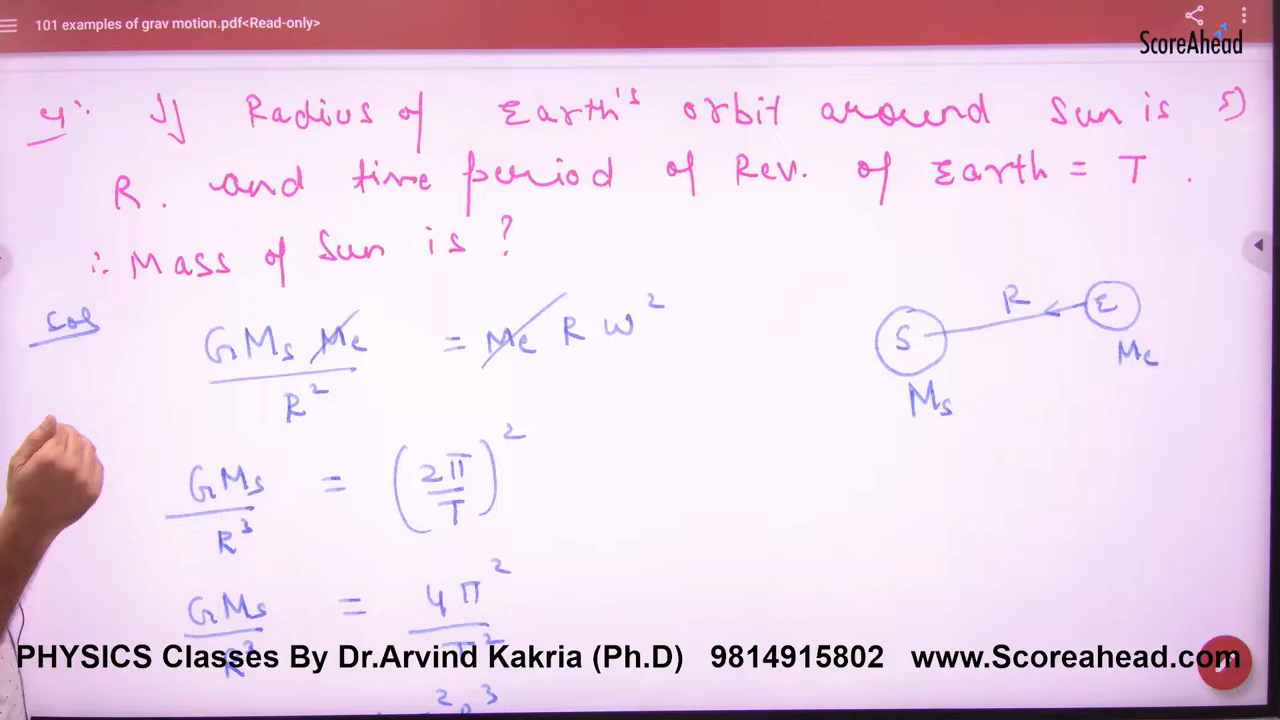 101 examples of grav motion.pdf<Read-only>
ScoreAhead
4: If Radius of Earth's orbit around Sun is 5)
R. and time period of Rev. of Earth = T.
∴ Mass of Sun is ?
Sol
GMs Me / R² = Me R ω²
R
S
E
Me
Ms
GMs / R³ = (2π / T)²
GMs / R³ = 4π² / T²
PHYSICS Classes By Dr.Arvind Kakria (Ph.D) 9814915802 www.Scoreahead.com